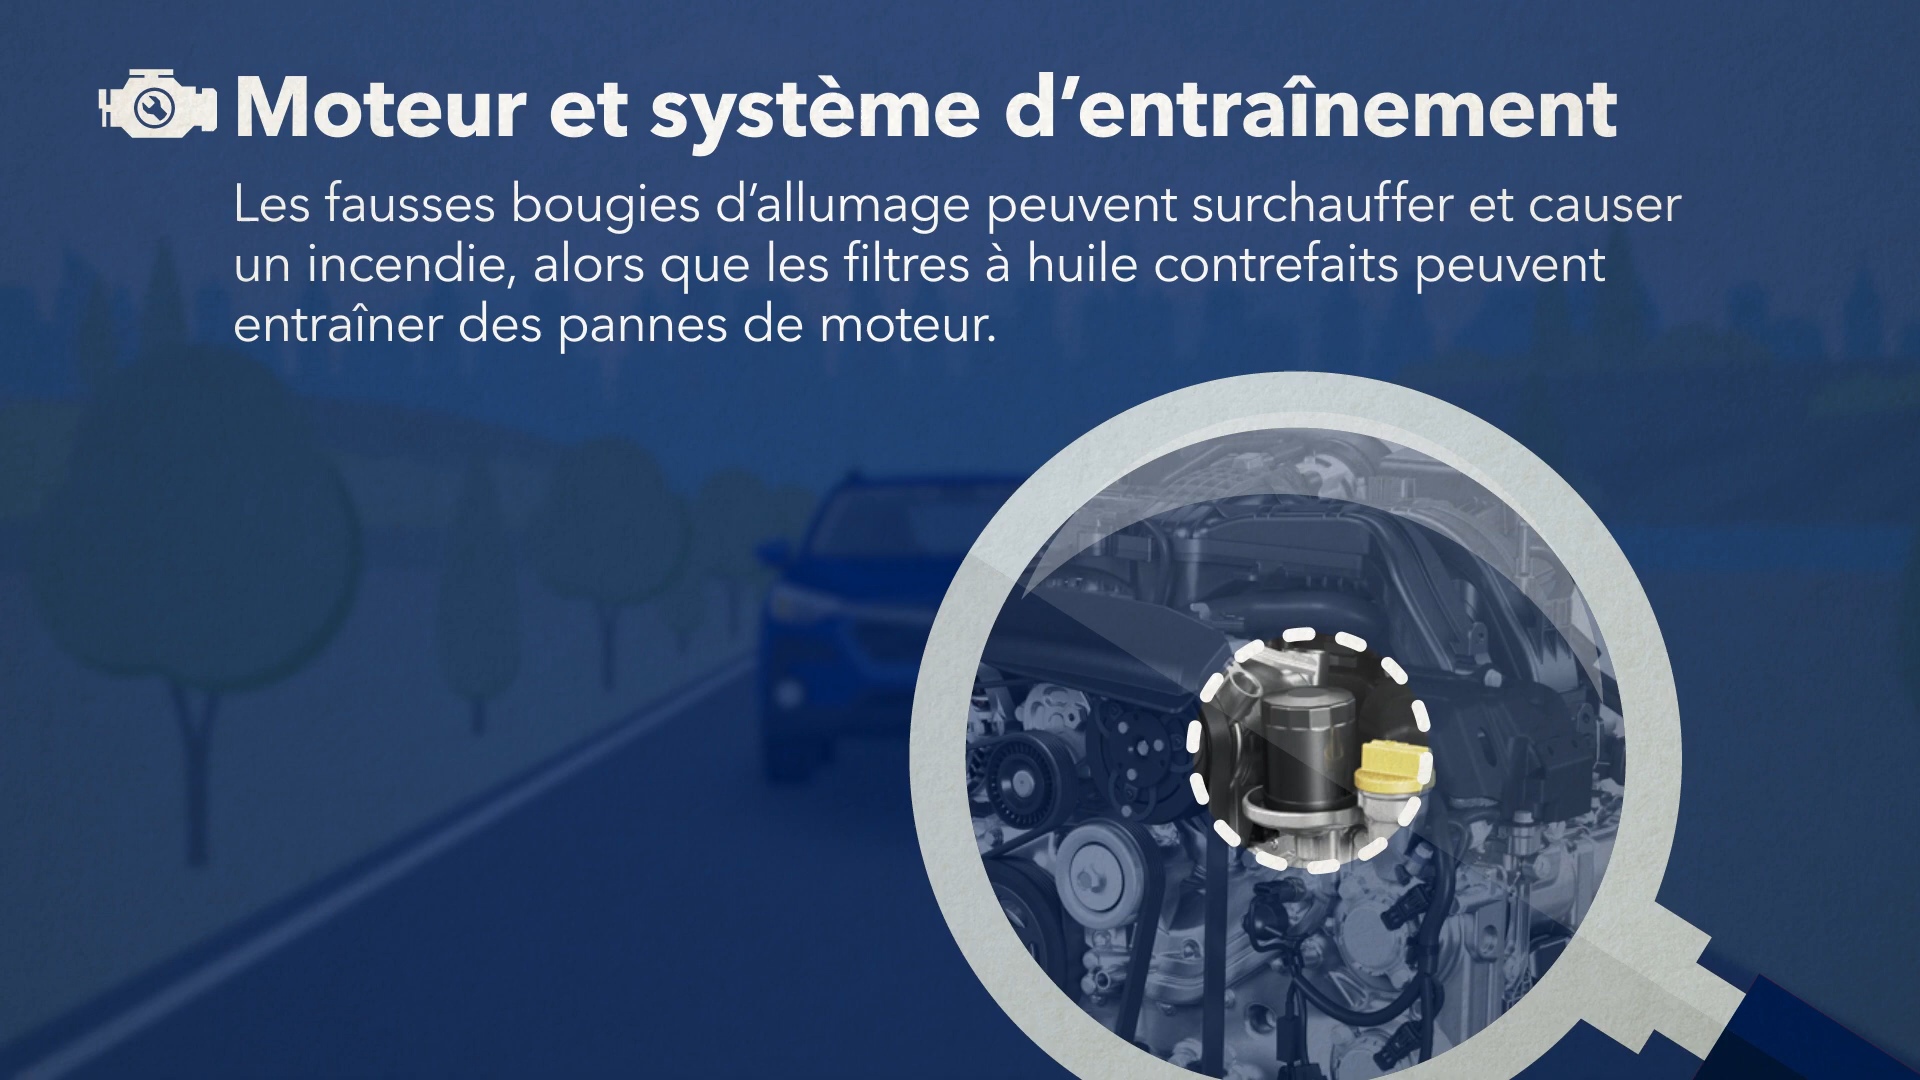 Moteur et système d’entraînement
Les fausses bougies d’allumage peuvent surchauffer et causer
un incendie, alors que les filtres à huile contrefaits peuvent
entraîner des pannes de moteur.